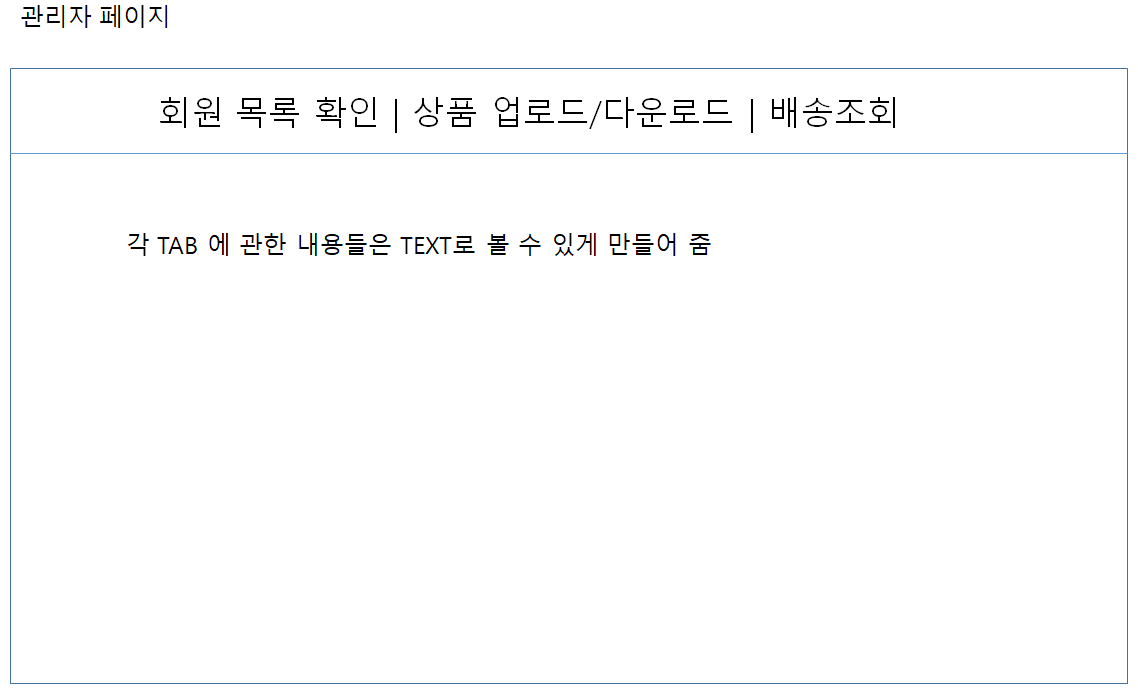 관리자 페이지
회원 목록 확인 | 상품 업로드/다운로드 | 배송조회
각 TAB 에 관한 내용들은 TEXT로 볼 수 있게 만들어 줌